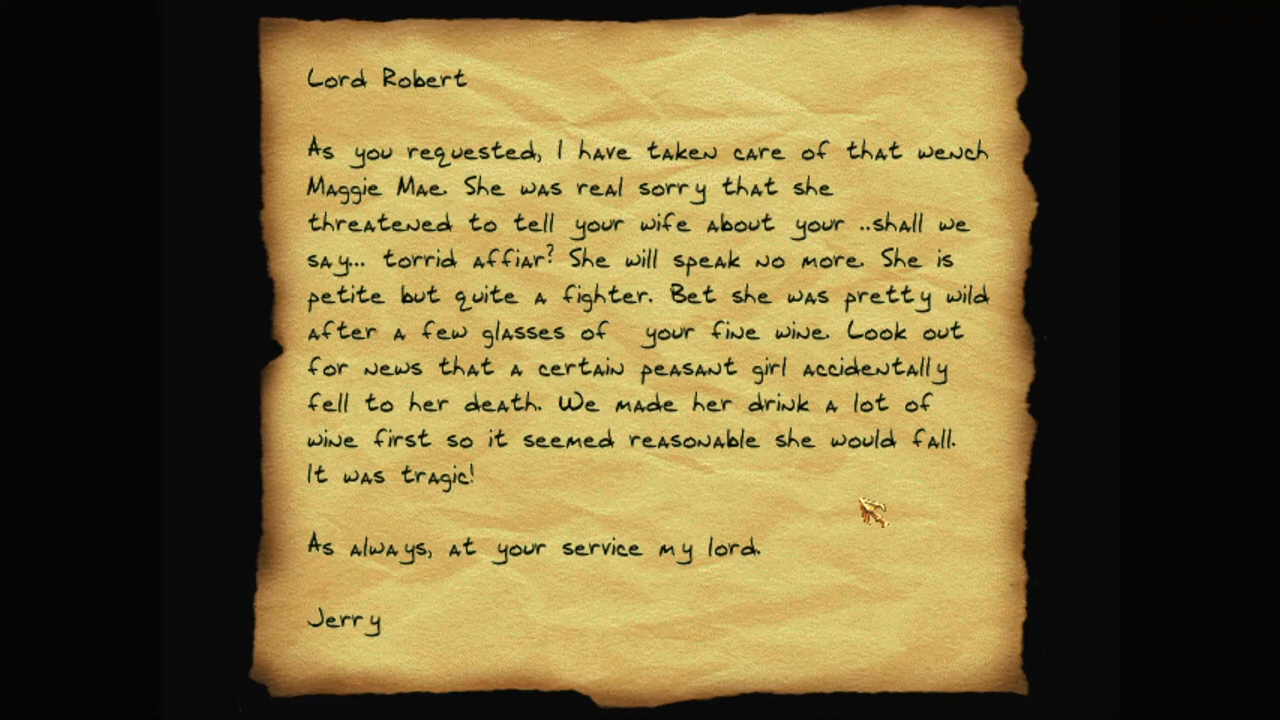 Lord Robert
As you requested, I have taken care of that wench
Maggie Mae. She was real sorry that she
threatened to tell your wife about your ..shall we
say... torrid affiar? She will speak no more. She is
petite but quite a fighter. Bet she was pretty wild
after a few glasses of your fine wine. Look out
for news that a certain peasant girl accidentally
fell to her death. We made her drink a lot of
wine first so it seemed reasonable she would fall.
It was tragic!
As always, at your service my lord.
Jerry